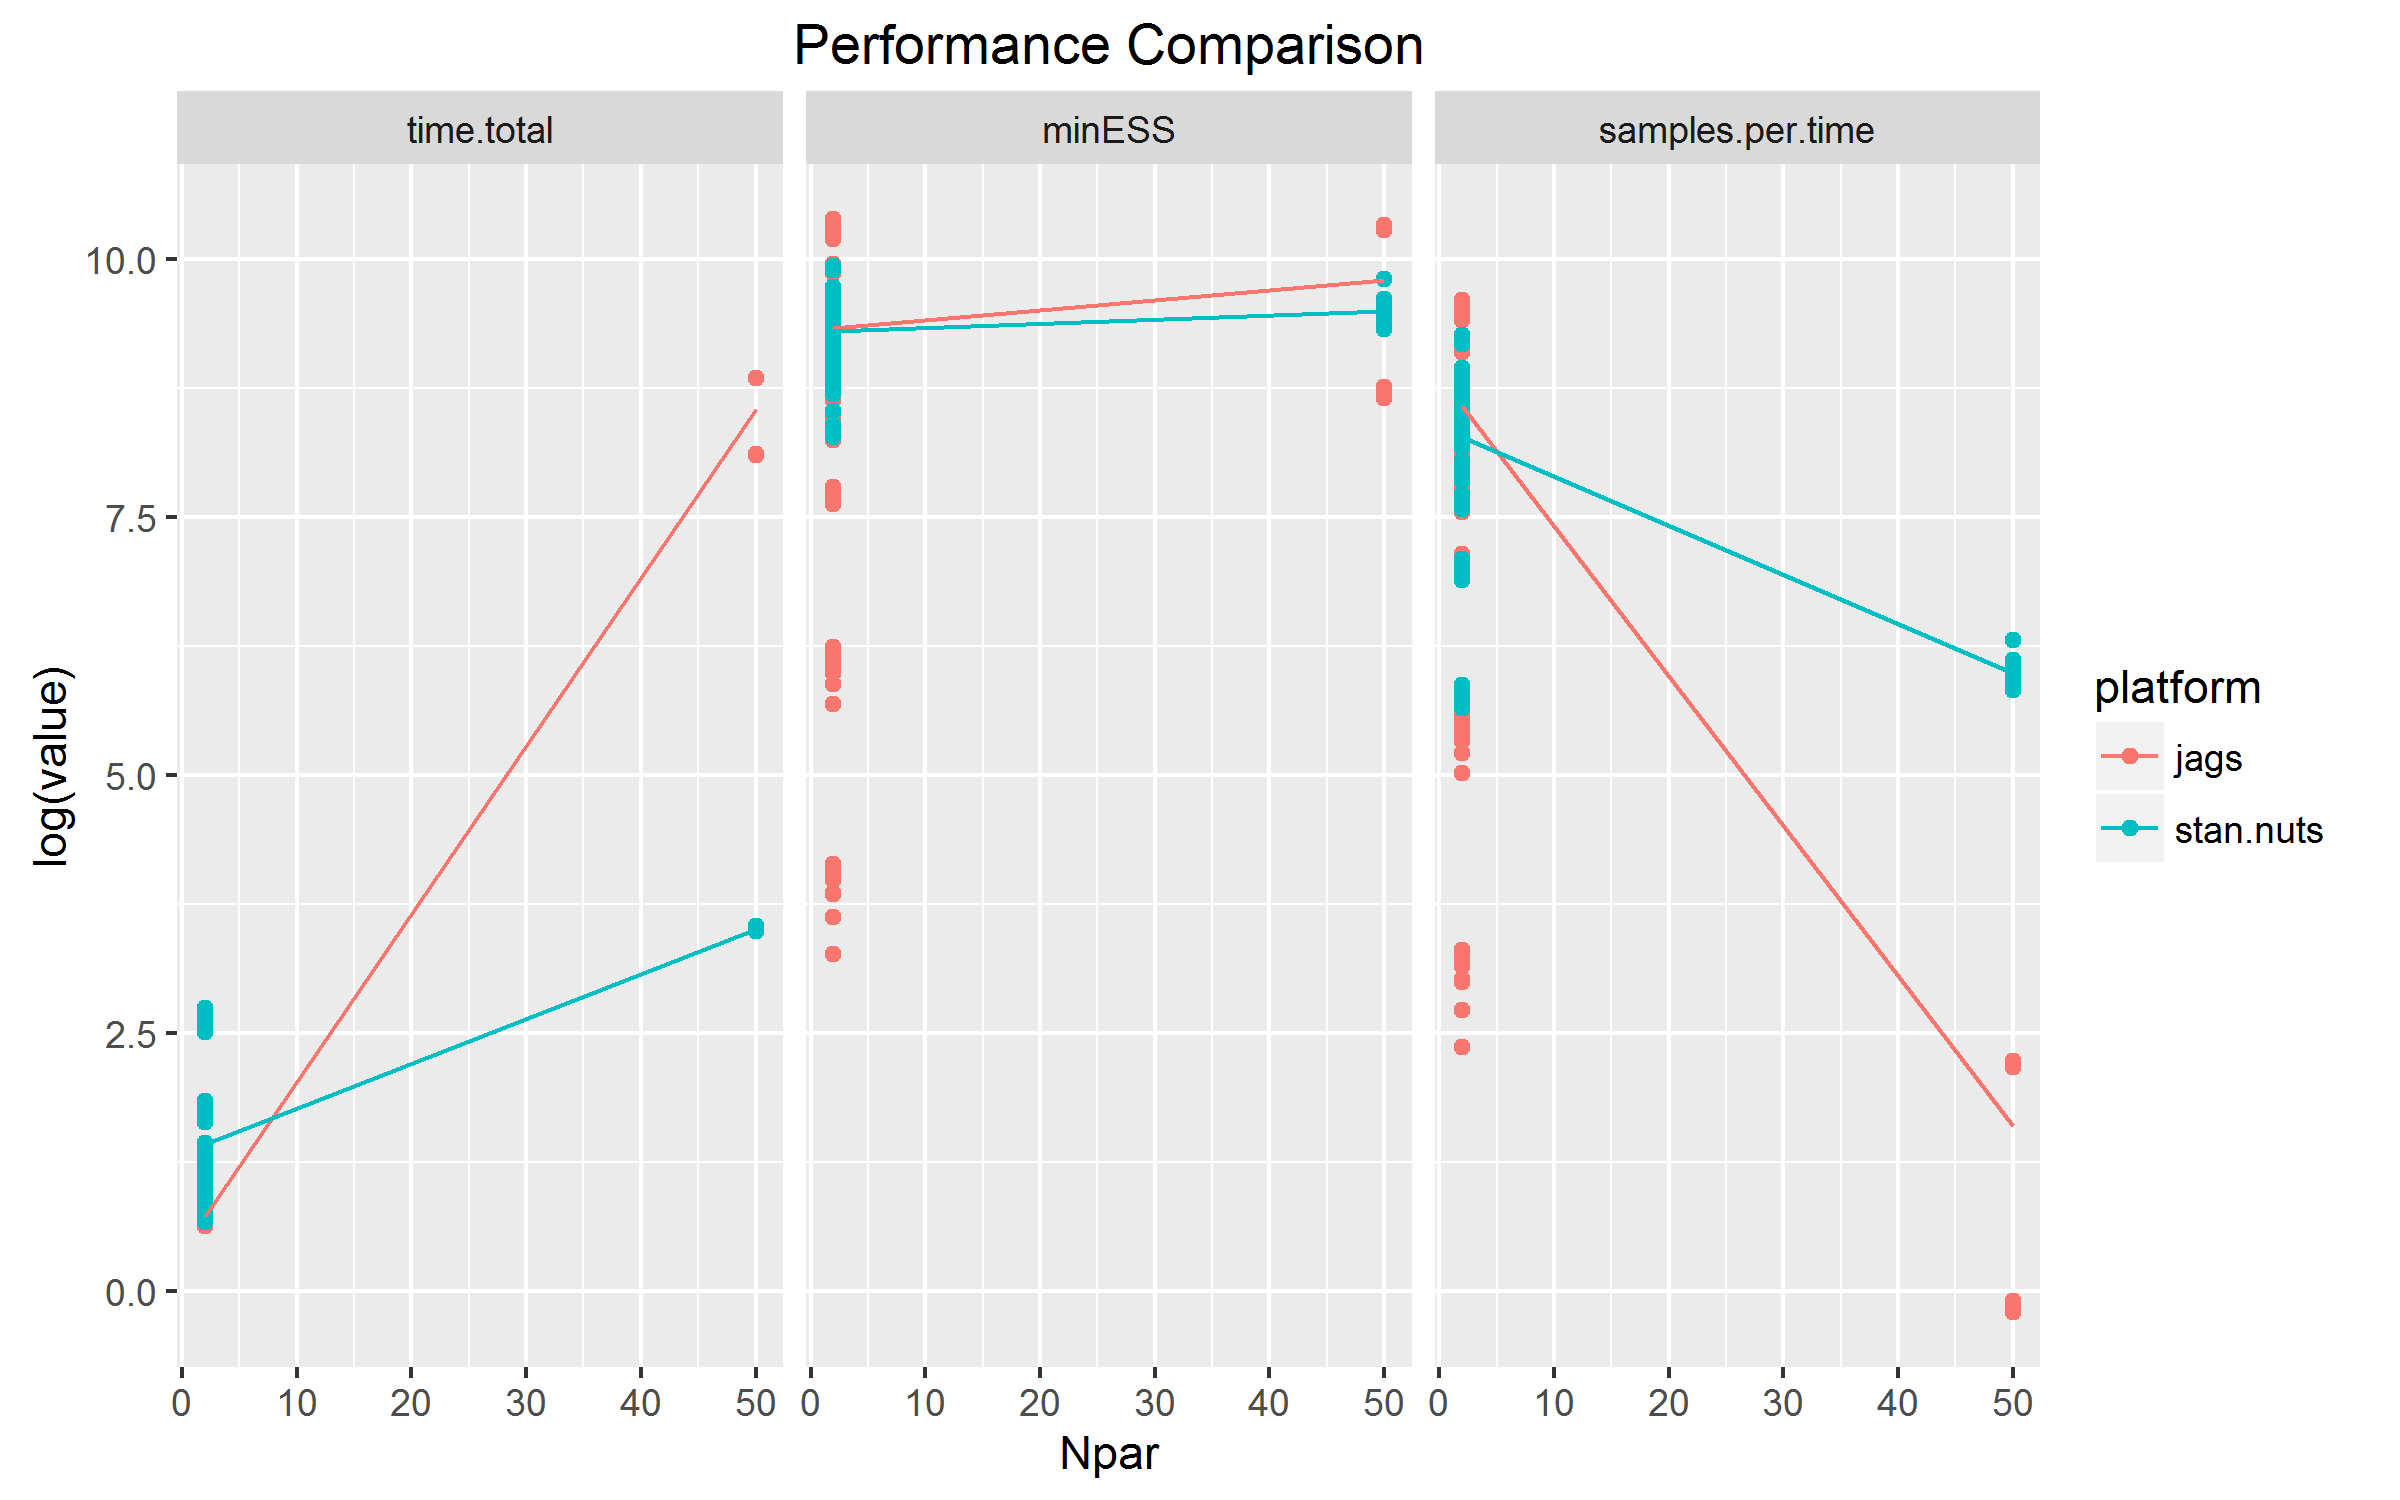 Performance Comparison
time.total minESS samples.per.time
10.0
7.5
5.0
2.5
0.0
log(value)
0 10 20 30 40 50 0 10 20 30 40 50 0 10 20 30 40 50
Npar
platform
jags
stan.nuts